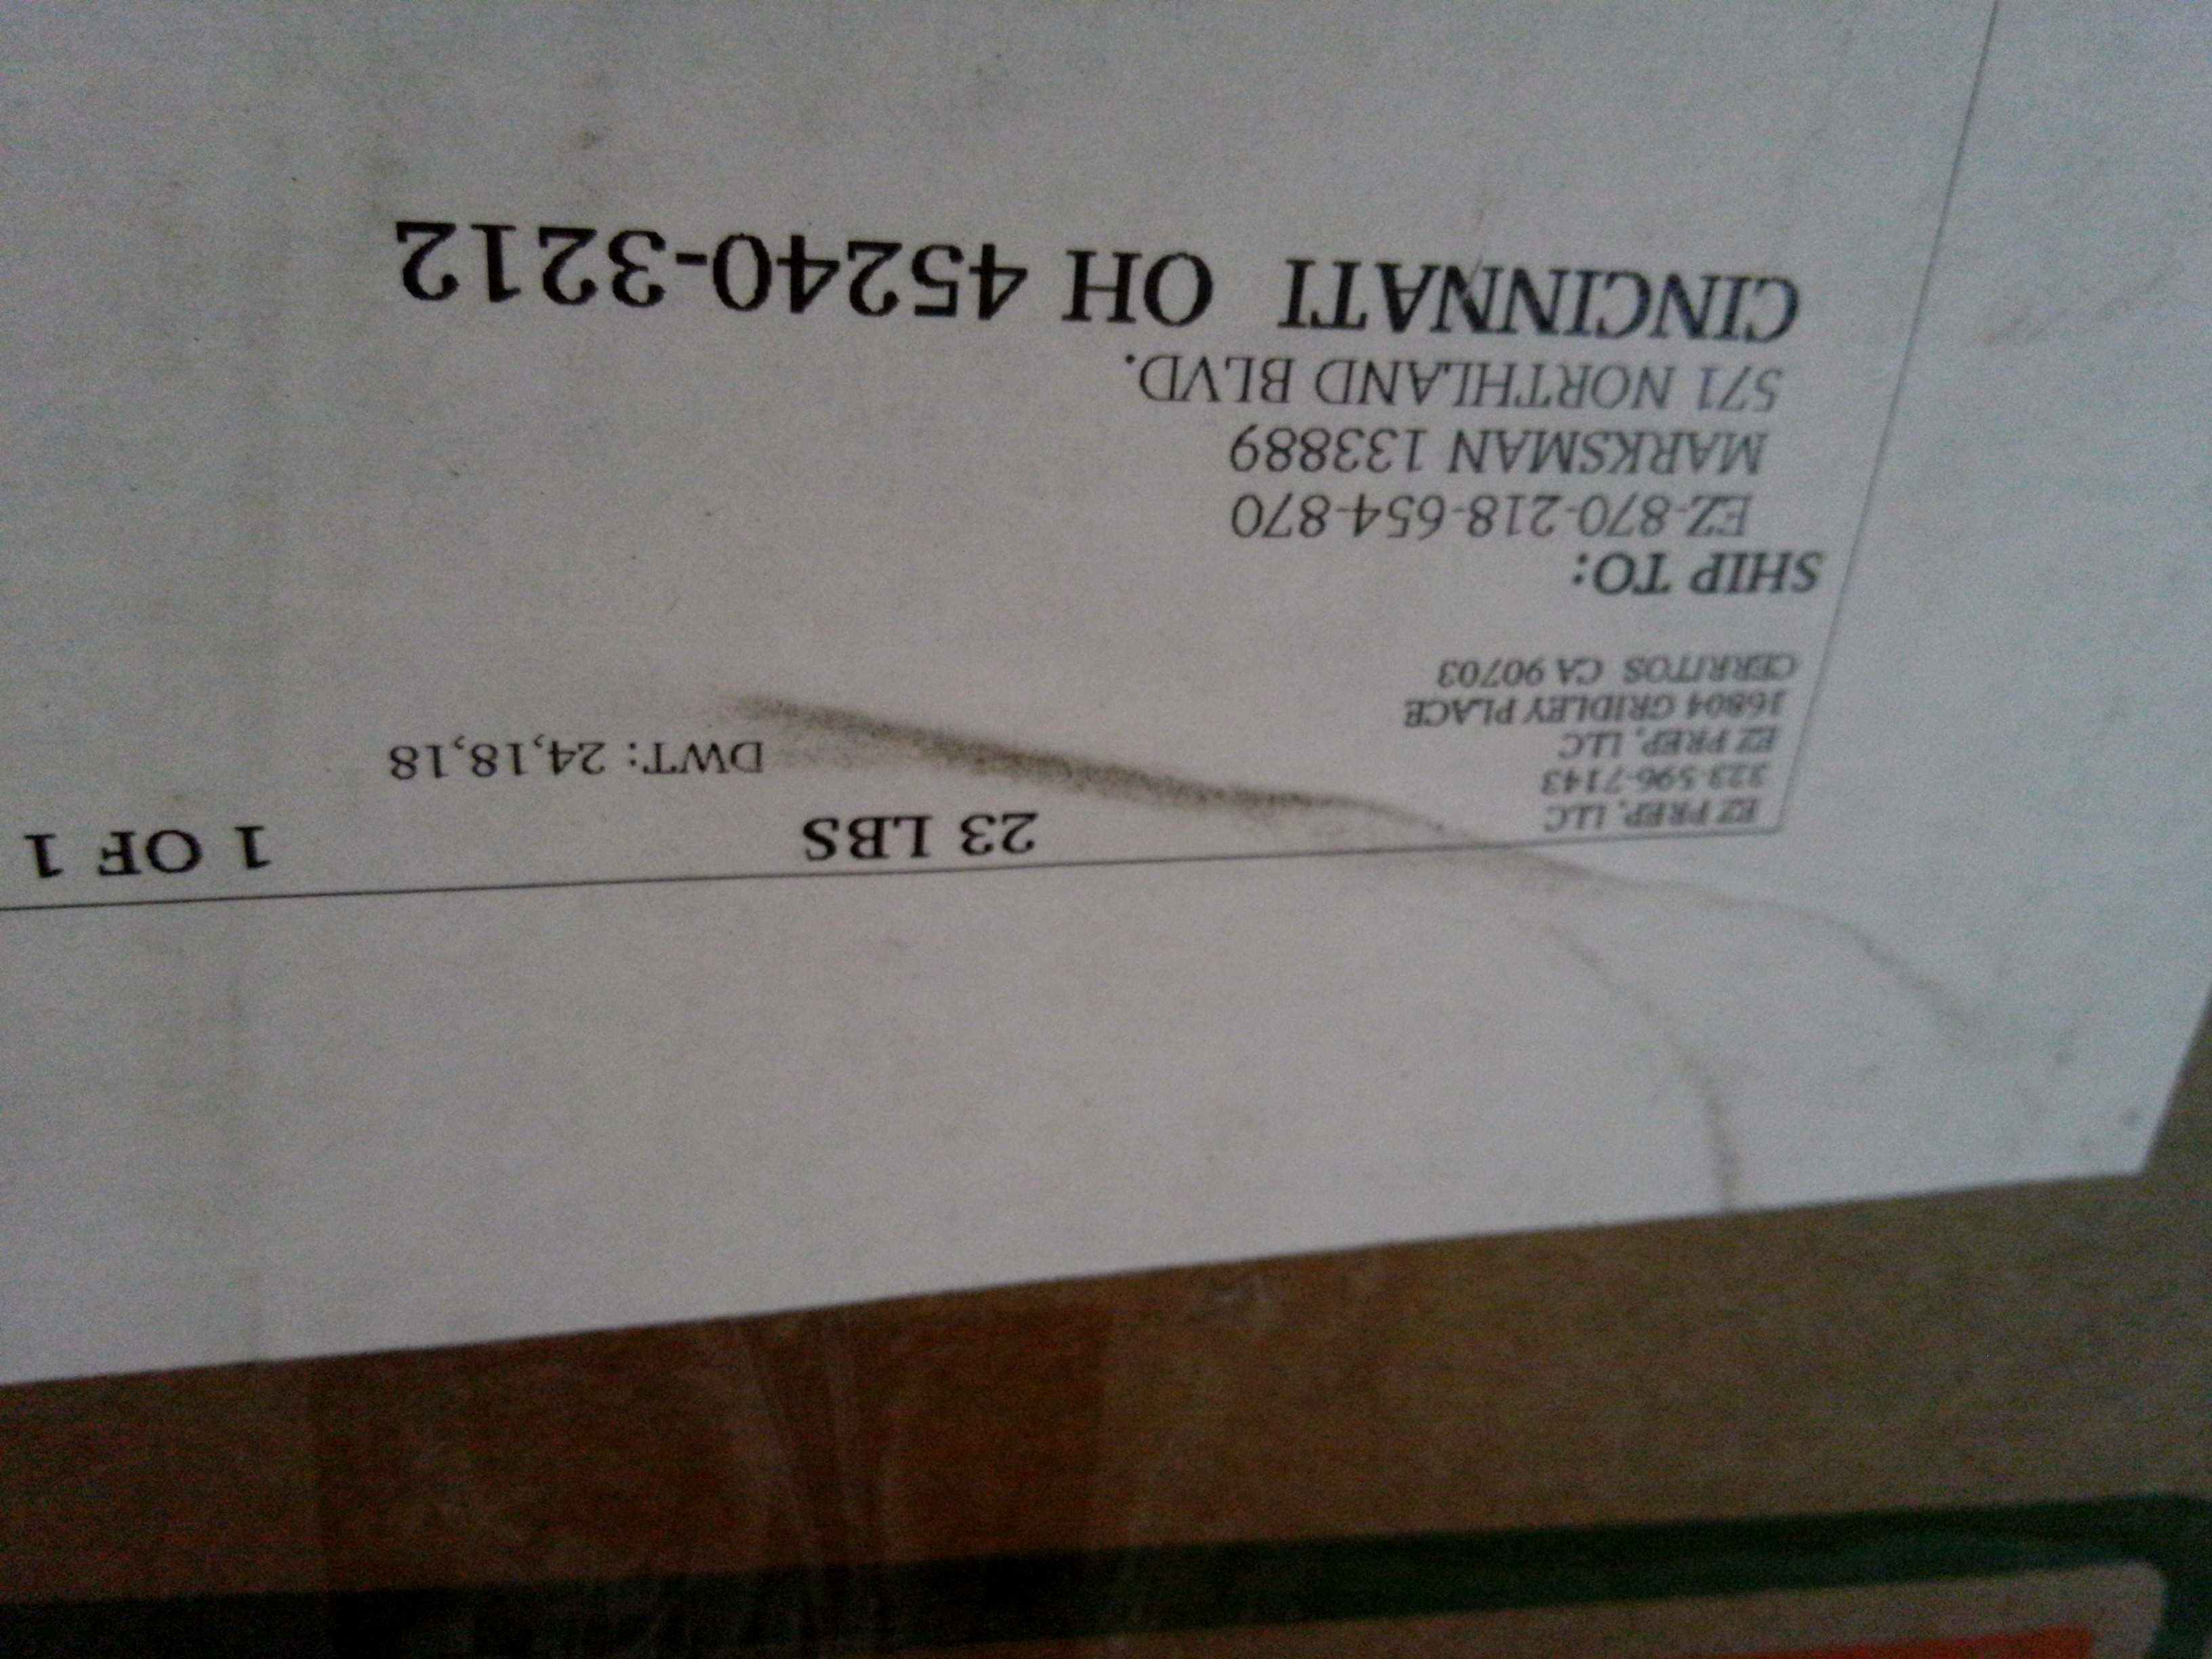 EZ PREP, LLC
323-596-7143
EZ PREP, LLC
16804 GRIDLEY PLACE
CERRITOS CA 90703
23 LBS
1 OF 1
DWT: 24,18,18
SHIP TO:
EZ-870-218-654-870
MARKSMAN 133889
571 NORTHLAND BLVD.
CINCINNATI OH 45240-3212